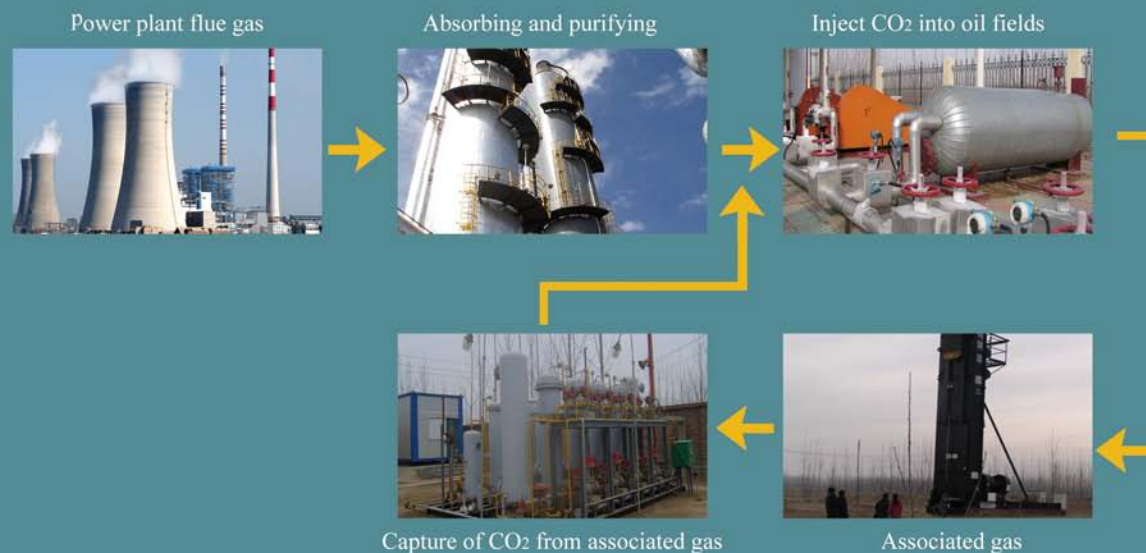 Power plant flue gas
Absorbing and purifying
Inject CO₂ into oil fields
Capture of CO₂ from associated gas
Associated gas